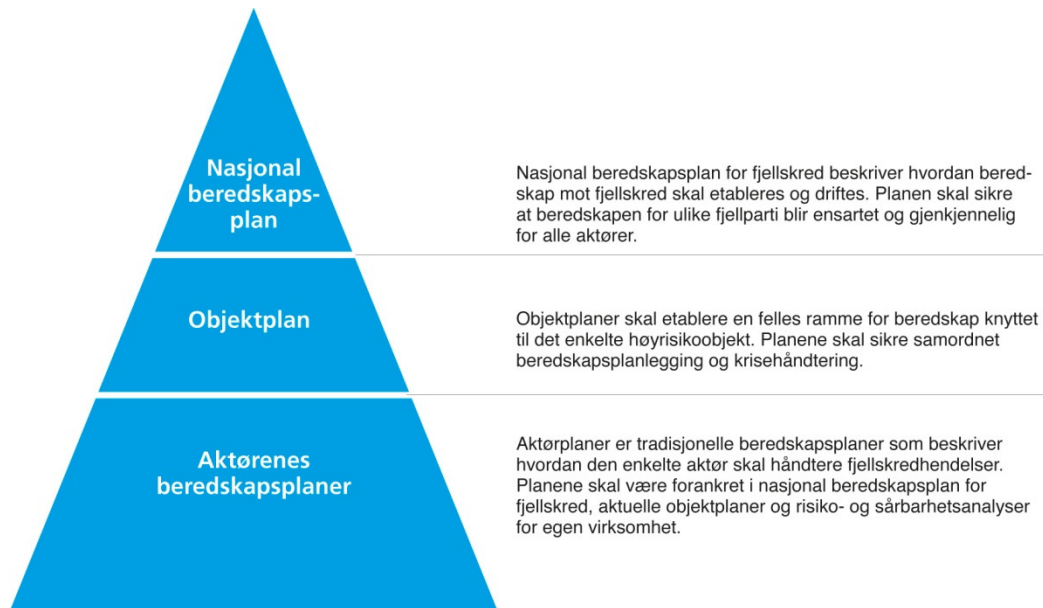 Nasjonal
beredskaps-
plan
Nasjonal beredskapsplan for fjellskred beskriver hvordan bered-
skap mot fjellskred skal etableres og driftes. Planen skal sikre
at beredskapen for ulike fjellparti blir ensartet og gjenkjennelig
for alle aktører.
Objektplan
Objektplaner skal etablere en felles ramme for beredskap knyttet
til det enkelte høyrisikoobjekt. Planene skal sikre samordnet
beredskapsplanlegging og krisehåndtering.
Aktørenes
beredskapsplaner
Aktørplaner er tradisjonelle beredskapsplaner som beskriver
hvordan den enkelte aktør skal håndtere fjellskredhendelser.
Planene skal være forankret i nasjonal beredskapsplan for
fjellskred, aktuelle objektplaner og risiko- og sårbarhetsanalyser
for egen virksomhet.